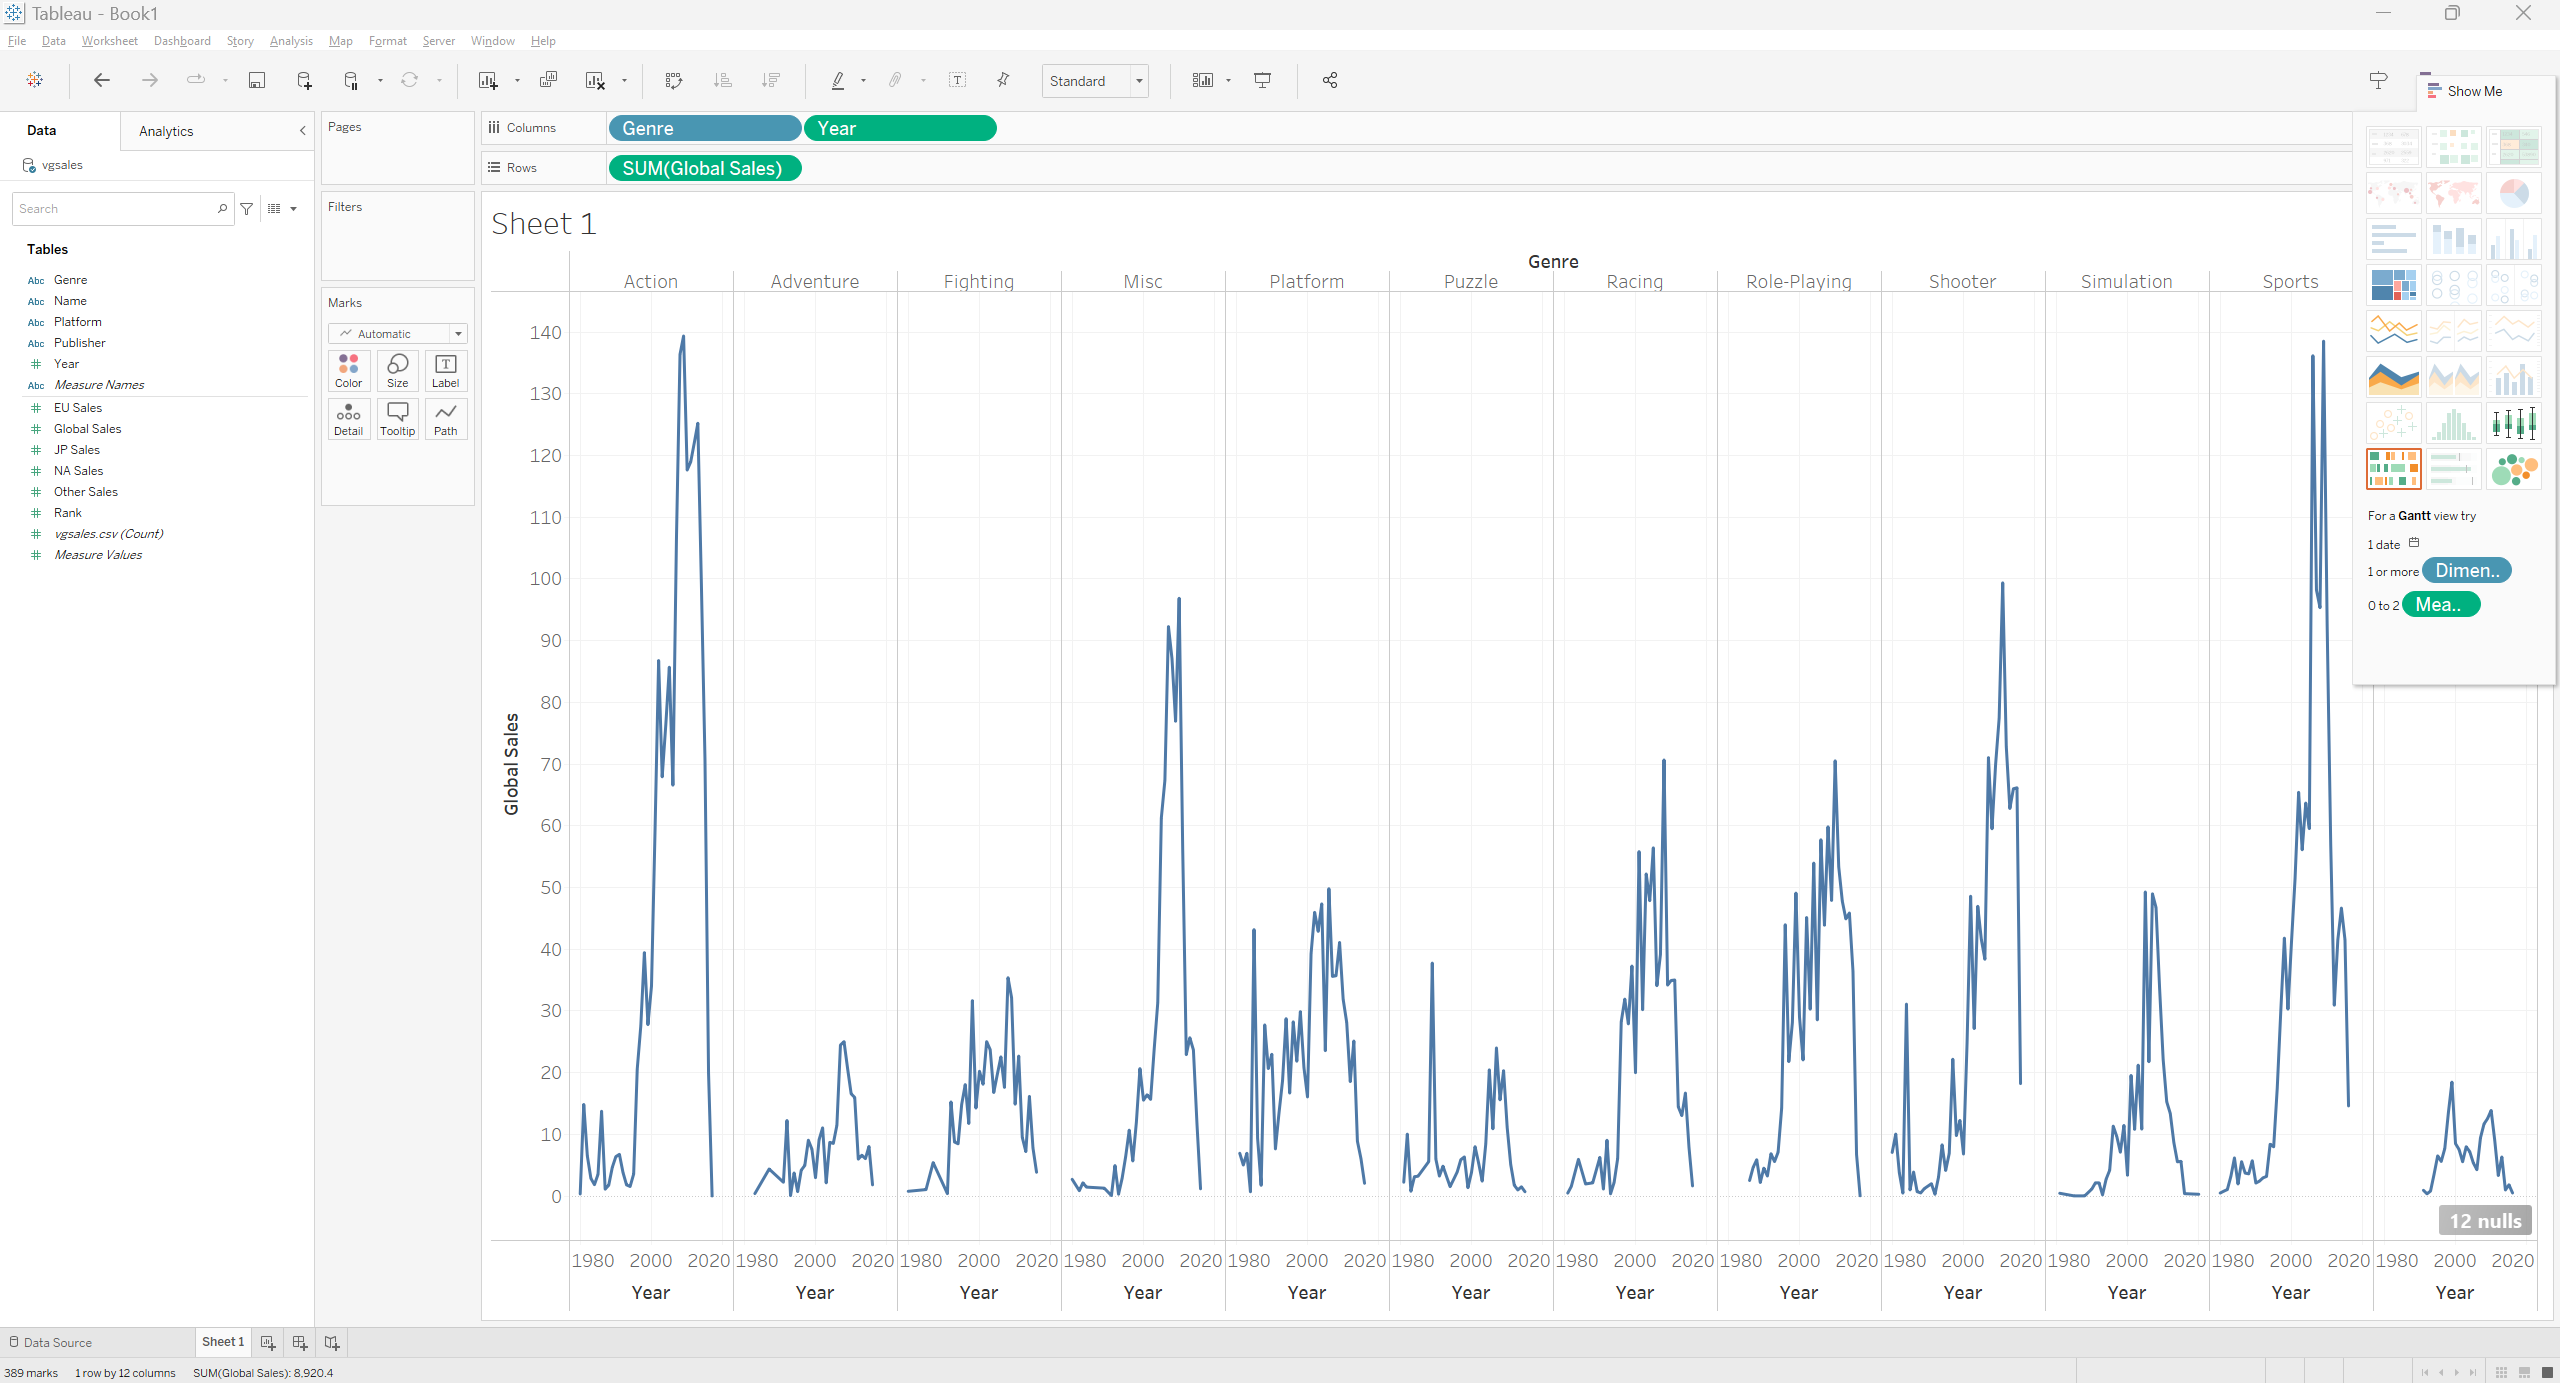 Tableau - Book1
File Data Worksheet Dashboard Story Analysis Map Format Server Window Help
Standard
Show Me
Data
Analytics
vgsales
Search
Tables
Abc Genre
Abc Name
Abc Platform
Abc Publisher
# Year
Abc Measure Names
# EU Sales
# Global Sales
# JP Sales
# NA Sales
# Other Sales
# Rank
# vgsales.csv (Count)
# Measure Values
Pages
Filters
Marks
Automatic
Color Size Label
Detail Tooltip Path
Columns Genre Year
Rows SUM(Global Sales)
Sheet 1
Genre
Action Adventure Fighting Misc Platform Puzzle Racing Role-Playing Shooter Simulation Sports
Global Sales
140
130
120
110
100
90
80
70
60
50
40
30
20
10
0
12 nulls
1980 2000 2020 1980 2000 2020 1980 2000 2020 1980 2000 2020 1980 2000 2020 1980 2000 2020 1980 2000 2020 1980 2000 2020 1980 2000 2020 1980 2000 2020 1980 2000 2020 1980 2000 2020
Year Year Year Year Year Year Year Year Year Year Year Year
For a Gantt view try
1 date
1 or more Dimen..
0 to 2 Mea..
Data Source Sheet 1
389 marks 1 row by 12 columns SUM(Global Sales): 8,920.4